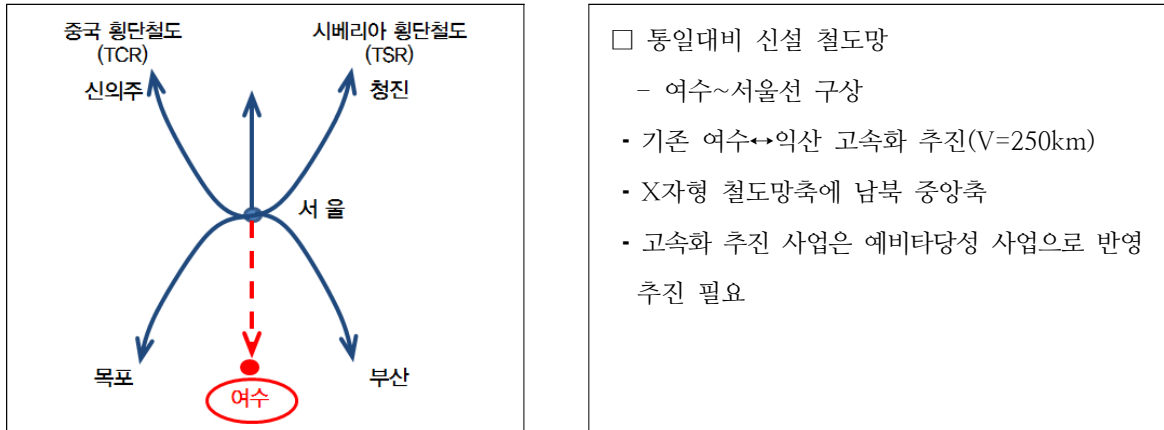 중국 횡단철도
(TCR)
시베리아 횡단철도
(TSR)
신의주
청진
서 울
목포
부산
여수
□ 통일대비 신설 철도망
- 여수~서울선 구상
- 기존 여수↔익산 고속화 추진(V=250km)
- X자형 철도망축에 남북 중앙축
- 고속화 추진 사업은 예비타당성 사업으로 반영
추진 필요